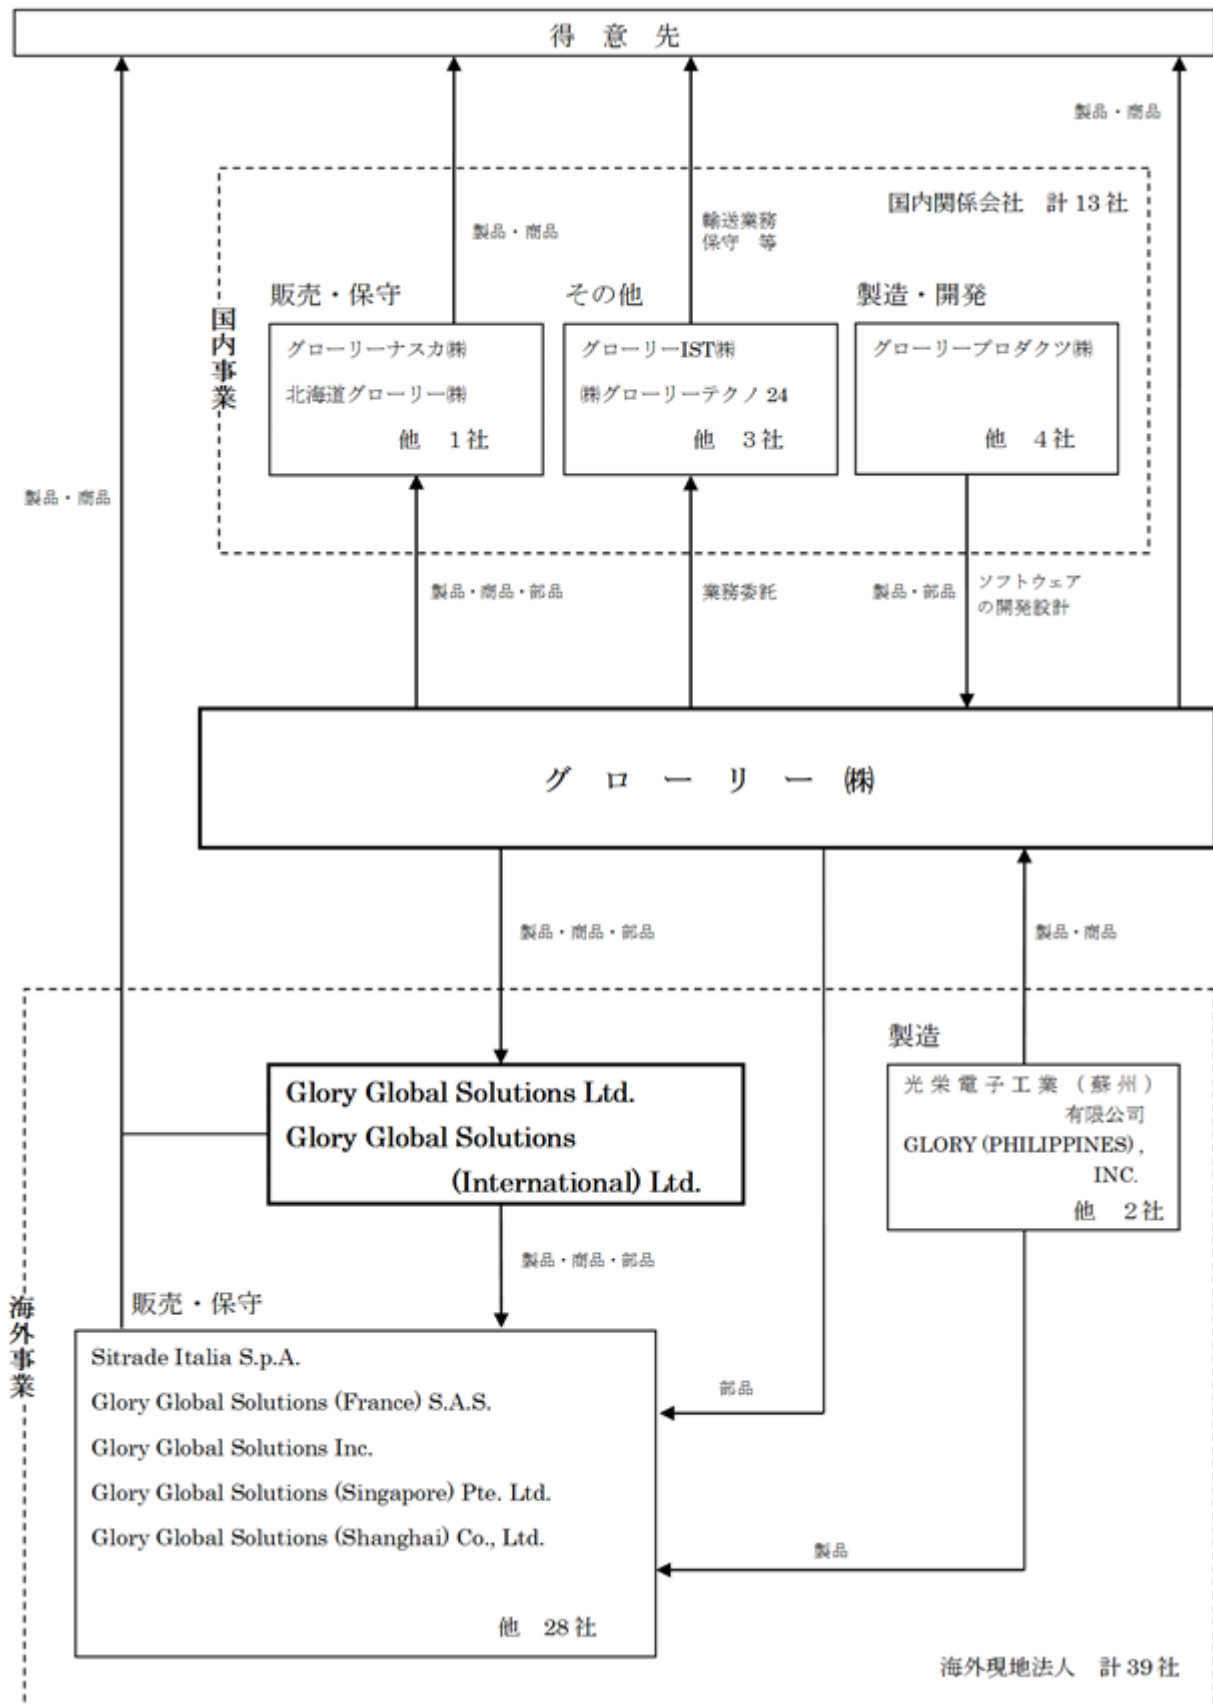 得 意 先
製品・商品
国内関係会社 計 13 社
製品・商品
輸送業務
保守 等
販売・保守
その他
製造・開発
国内事業
グローリーナスカ㈱
北海道グローリー㈱
他 1 社
グローリーIST㈱
㈱グローリーテクノ 24
他 3 社
グローリープロダクツ㈱
他 4 社
製品・商品
製品・商品・部品
業務委託
製品・部品
ソフトウェア
の開発設計
グ ロ ー リ ー ㈱
製品・商品・部品
製品・商品
製造
Glory Global Solutions Ltd.
Glory Global Solutions
(International) Ltd.
光栄電子工業（蘇州）
有限公司
GLORY (PHILIPPINES) ,
INC.
他 2 社
製品・商品・部品
海外事業
販売・保守
Sitrade Italia S.p.A.
Glory Global Solutions (France) S.A.S.
Glory Global Solutions Inc.
Glory Global Solutions (Singapore) Pte. Ltd.
Glory Global Solutions (Shanghai) Co., Ltd.
他 28 社
部品
製品
海外現地法人 計 39 社